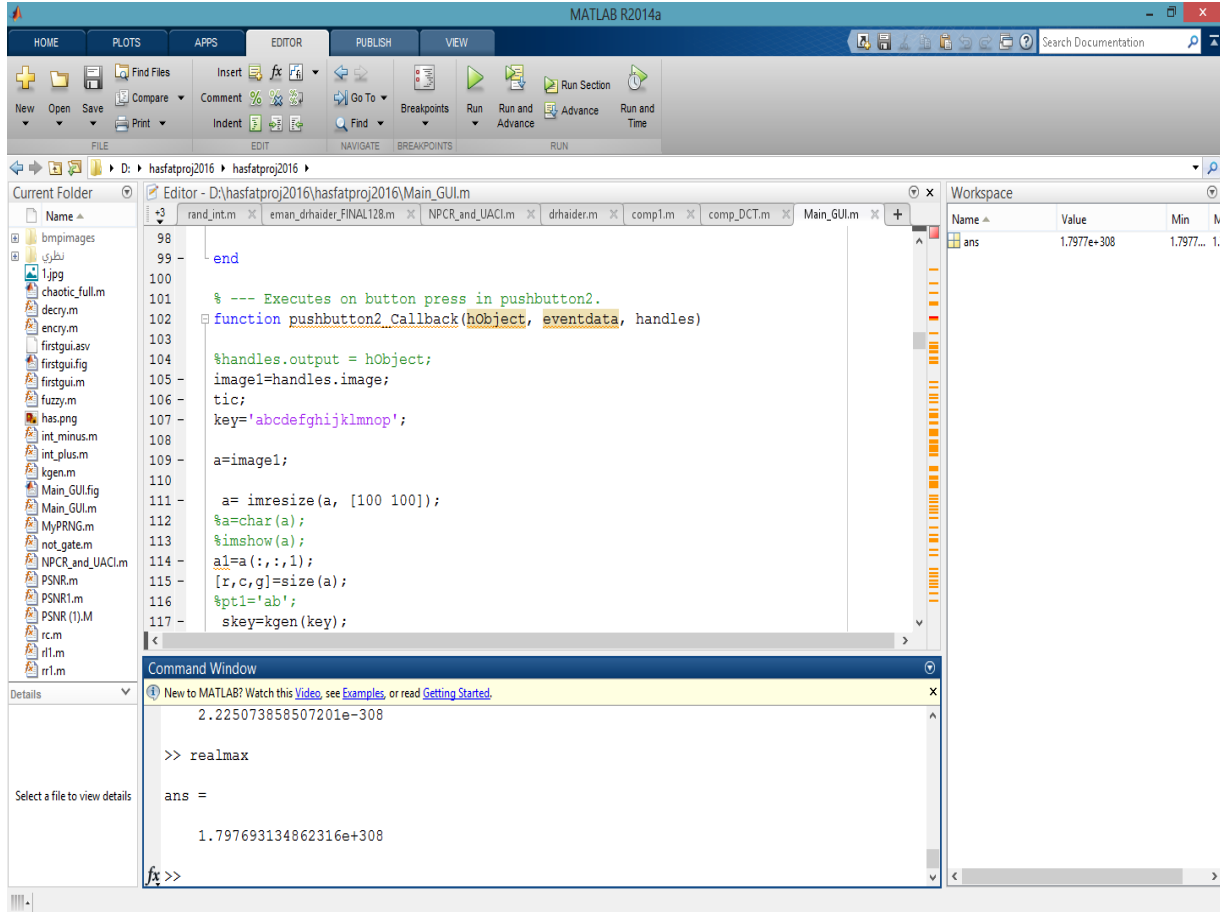 MATLAB R2014a
HOME PLOTS APPS EDITOR PUBLISH VIEW
Search Documentation
New Open Save
Find Files
Compare
Print
FILE
Insert fx
Comment
Indent
EDIT
Go To
Find
NAVIGATE
Breakpoints
BREAKPOINTS
Run
Run and Advance
Run Section
Advance
Run and Time
RUN
D: hasfatproj2016 hasfatproj2016
Current Folder
Name
bmpimages
نظري
1.jpg
chaotic_full.m
decry.m
encry.m
firstgui.asv
firstgui.fig
firstgui.m
fuzzy.m
has.png
int_minus.m
int_plus.m
kgen.m
Main_GUI.fig
Main_GUI.m
MyPRNG.m
not_gate.m
NPCR_and_UACI.m
PSNR.m
PSNR1.m
PSNR (1).M
rc.m
rl1.m
rr1.m
Details
Select a file to view details
Editor - D:\hasfatproj2016\hasfatproj2016\Main_GUI.m
+3 rand_int.m eman_drhaider_FINAL128.m NPCR_and_UACI.m drhaider.m comp1.m comp_DCT.m Main_GUI.m
98
99 - end
100
101 % --- Executes on button press in pushbutton2.
102 function pushbutton2_Callback(hObject, eventdata, handles)
103
104 %handles.output = hObject;
105 - image1=handles.image;
106 - tic;
107 - key='abcdefghijklmnop';
108
109 - a=image1;
110
111 - a= imresize(a, [100 100]);
112 %a=char(a);
113 %imshow(a);
114 - a1=a(:,:,1);
115 - [r,c,g]=size(a);
116 %pt1='ab';
117 - skey=kgen(key);
Command Window
New to MATLAB? Watch this Video, see Examples, or read Getting Started.
2.225073858507201e-308
>> realmax
ans =
1.797693134862316e+308
fx >>
Workspace
Name Value Min M
ans 1.7977e+308 1.7977... 1.